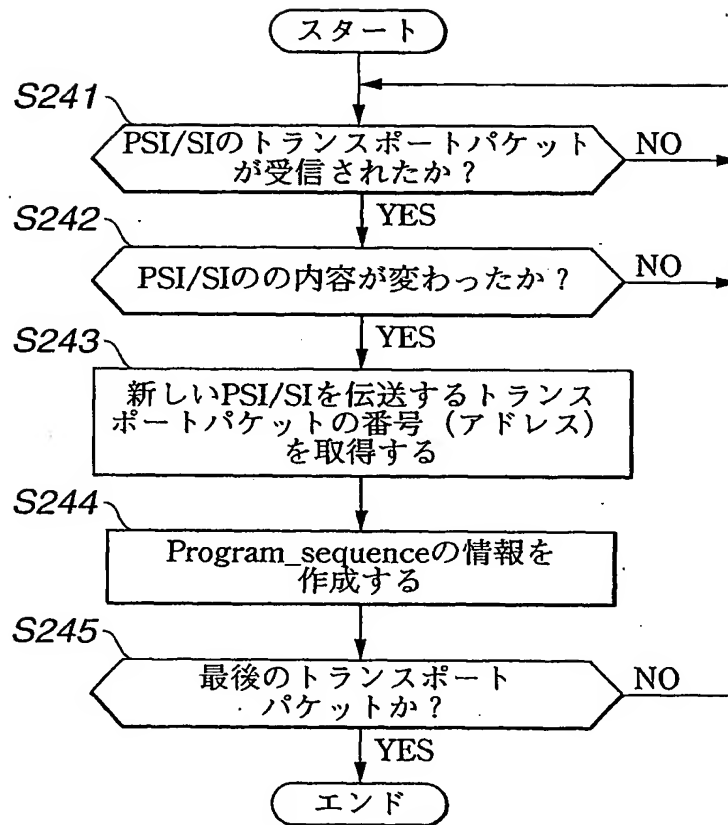 スタート
S241
PSI/SIのトランスポートパケット
が受信されたか？
NO
YES
S242
PSI/SIのの内容が変わったか？
NO
YES
S243
新しいPSI/SIを伝送するトランス
ポートパケットの番号（アドレス）
を取得する
S244
Program_sequenceの情報を
作成する
S245
最後のトランスポート
パケットか？
NO
YES
エンド